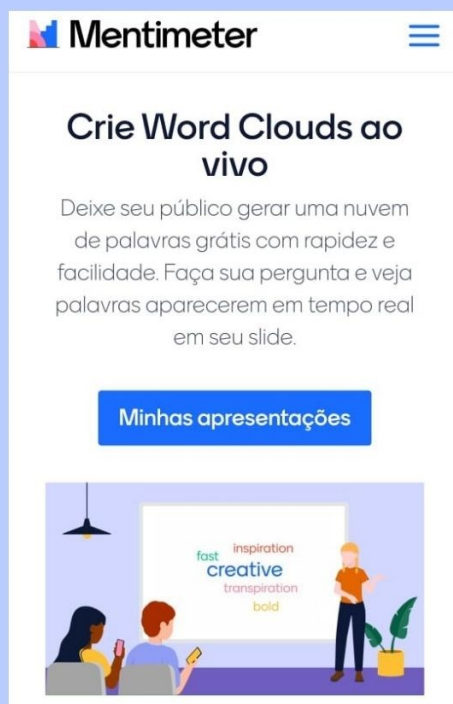 Mentimeter
Crie Word Clouds ao
vivo
Deixe seu público gerar uma nuvem
de palavras grátis com rapidez e
facilidade. Faça sua pergunta e veja
palavras aparecerem em tempo real
em seu slide.
Minhas apresentações
fast inspiration
creative
transpiration
bold